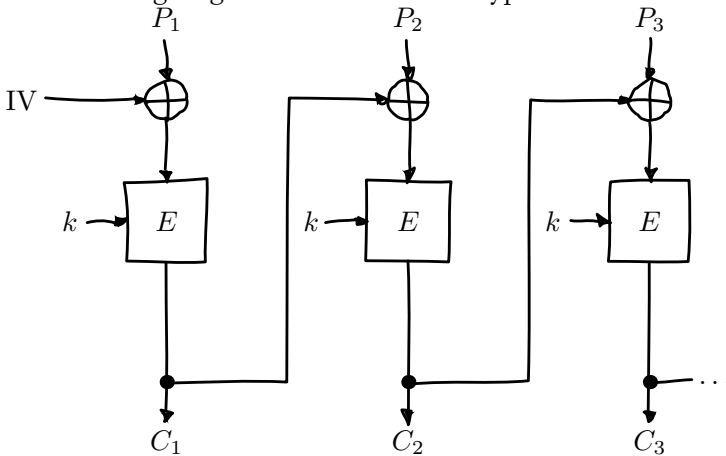 P₁ P₂ P₃
IV
k E k E k E
...
C₁ C₂ C₃